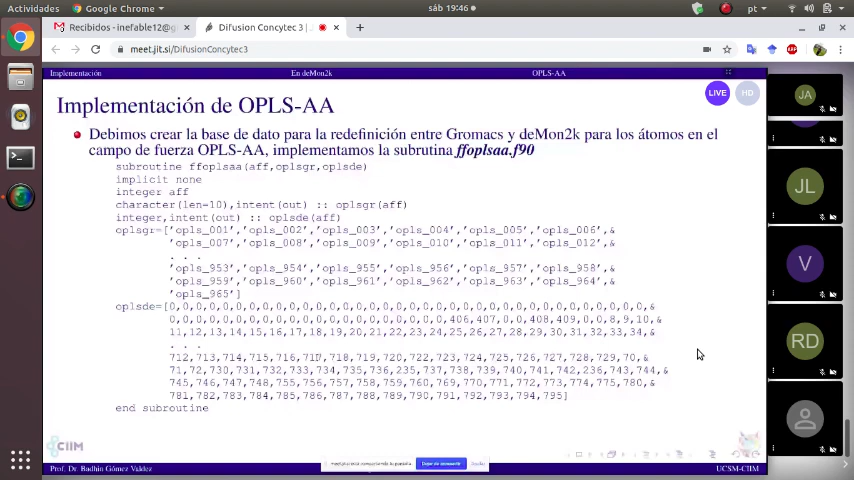 Actividades
Google Chrome
sáb 19:46
pt
Recibidos - inefable12@g
Difusion Concytec 3 |
meet.jit.si/DifusionConcytec3
Implementación
En deMon2k
OPLS-AA
Implementación de OPLS-AA
LIVE
HD
Debimos crear la base de dato para la redefinición entre Gromacs y deMon2k para los átomos en el
campo de fuerza OPLS-AA, implementamos la subrutina ffoplsaa.f90
subroutine ffoplsaa(aff,oplsgr,oplsde)
implicit none
integer aff
character(len=10),intent(out) :: oplsgr(aff)
integer,intent(out) :: oplsde(aff)
oplsgr=['opls_001','opls_002','opls_003','opls_004','opls_005','opls_006',&
'opls_007','opls_008','opls_009','opls_010','opls_011','opls_012',&
. . .
'opls_953','opls_954','opls_955','opls_956','opls_957','opls_958',&
'opls_959','opls_960','opls_961','opls_962','opls_963','opls_964',&
'opls_965']
oplsde=[0,0,0,0,0,0,0,0,0,0,0,0,0,0,0,0,0,0,0,0,0,0,0,0,0,0,0,0,0,0,0,0,0,0,0,0,&
0,0,0,0,0,0,0,0,0,0,0,0,0,0,0,0,0,0,0,0,0,406,407,0,0,408,409,0,0,8,9,10,&
11,12,13,14,15,16,17,18,19,20,21,22,23,24,25,26,27,28,29,30,31,32,33,34,&
. . .
712,713,714,715,716,717,718,719,720,722,723,724,725,726,727,728,729,70,&
71,72,730,731,732,733,734,735,736,235,737,738,739,740,741,742,236,743,744,&
745,746,747,748,755,756,757,758,759,760,769,770,771,772,773,774,775,780,&
781,782,783,784,785,786,787,788,789,790,791,792,793,794,795]
end subroutine
JA
JL
V
RD
CIIM
Prof. Dr. Badhin Gómez Valdez
UCSM-CIIM